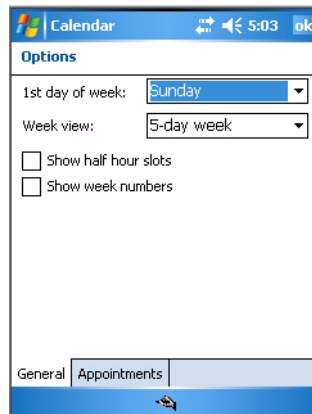 Calendar 5:03 ok
Options
1st day of week: Sunday
Week view: 5-day week
Show half hour slots
Show week numbers
General Appointments